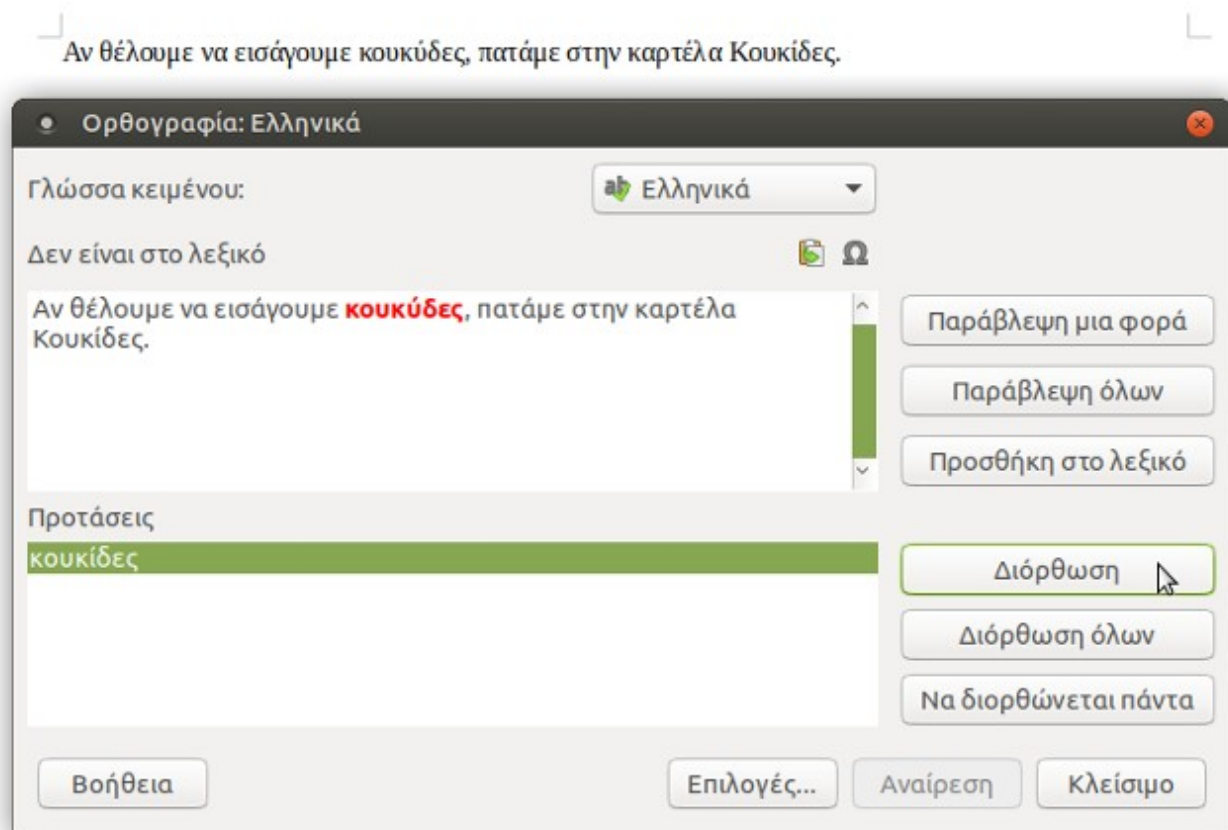 Αν θέλουμε να εισάγουμε κουκύδες, πατάμε στην καρτέλα Κουκίδες.
Ορθογραφία: Ελληνικά
Γλώσσα κειμένου:
Ελληνικά
Δεν είναι στο λεξικό
Αν θέλουμε να εισάγουμε κουκύδες, πατάμε στην καρτέλα
Κουκίδες.
Παράβλεψη μια φορά
Παράβλεψη όλων
Προσθήκη στο λεξικό
Προτάσεις
κουκίδες
Διόρθωση
Διόρθωση όλων
Να διορθώνεται πάντα
Βοήθεια
Επιλογές...
Αναίρεση
Κλείσιμο